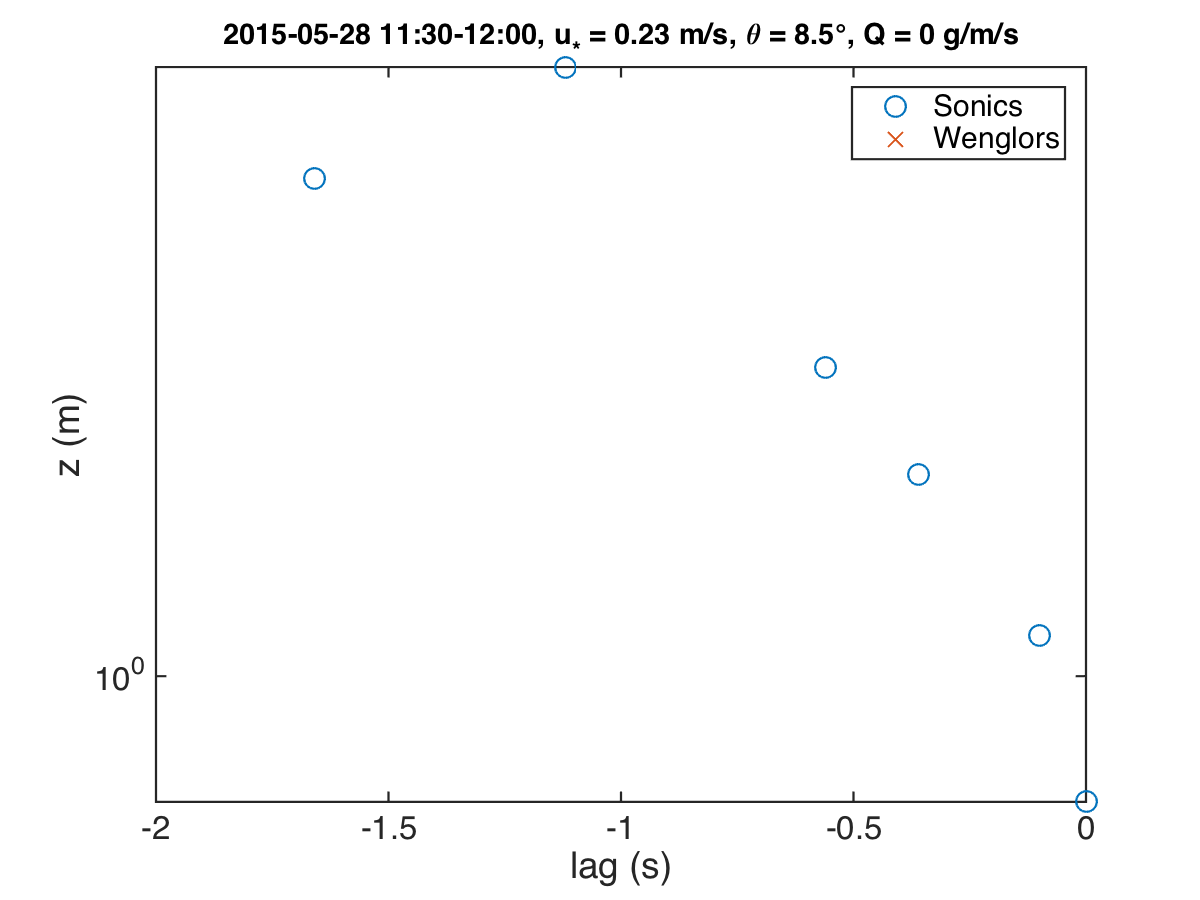 2015-05-28 11:30-12:00, u* = 0.23 m/s, θ = 8.5°, Q = 0 g/m/s
Sonics
Wenglors
z (m)
10^0
-2 -1.5 -1 -0.5 0
lag (s)